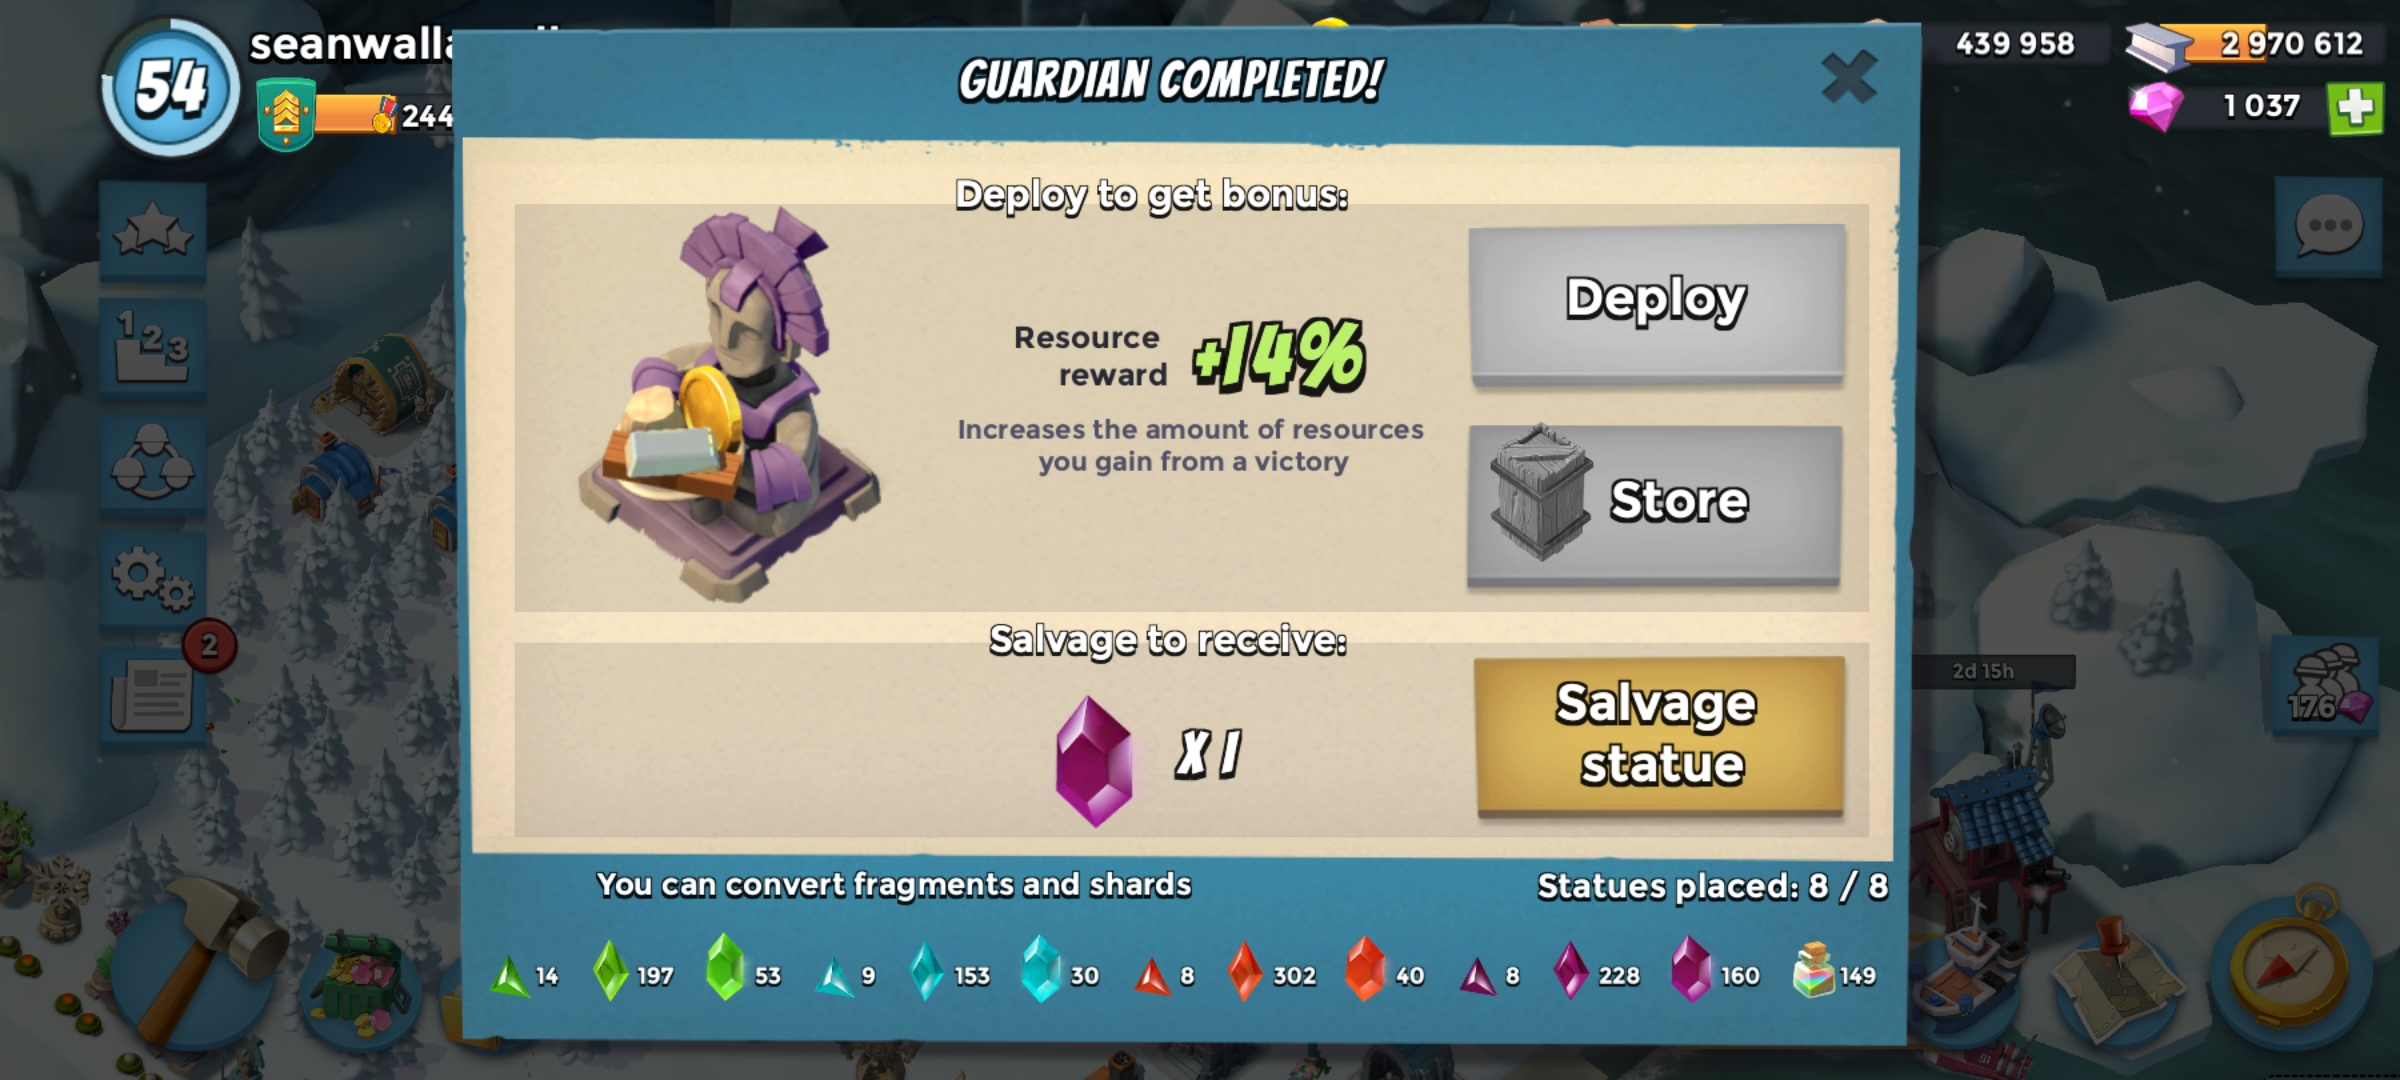 54
244
GUARDIAN COMPLETED!
439 958
2 970 612
1 037
Deploy to get bonus:
1 2 3
Resource
reward
+14%
Increases the amount of resources
you gain from a victory
Deploy
Store
2
Salvage to receive:
X 1
Salvage
statue
2d 15h
176
You can convert fragments and shards
Statues placed: 8 / 8
14 197 53 9 153 30 8 302 40 8 228 160 149